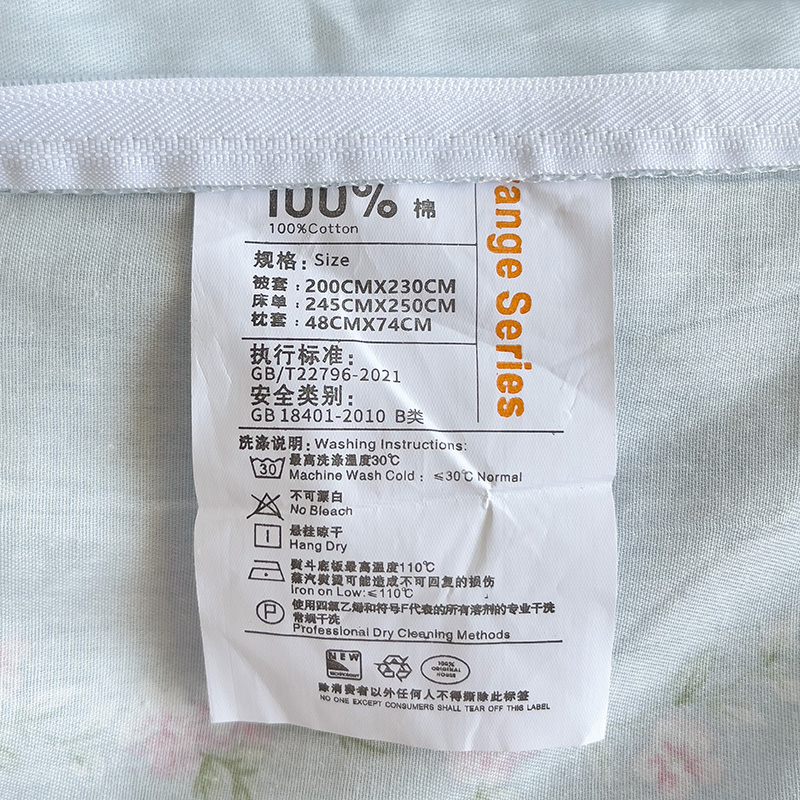 100% 棉
100%Cotton
规格: Size
被套: 200CMX230CM
床单: 245CMX250CM
枕套: 48CMX74CM
执行标准:
GB/T22796-2021
安全类别:
GB 18401-2010 B类
ange Series
洗涤说明: Washing Instructions:
30 最高洗涤温度30℃
Machine Wash Cold : ≤30℃ Normal
不可漂白
No Bleach
悬挂晾干
Hang Dry
熨斗底板最高温度110℃
蒸汽熨烫可能造成不可回复的损伤
Iron on Low:≤110℃
P 使用四氯乙烯和符号F代表的所有溶剂的专业干洗
常规干洗
Professional Dry Cleaning Methods
NEW
100%
ORIGINAL
除消费者以外任何人不得撕除此标签
NO ONE EXCEPT CONSUMERS SHALL TEAR OFF THIS LABEL